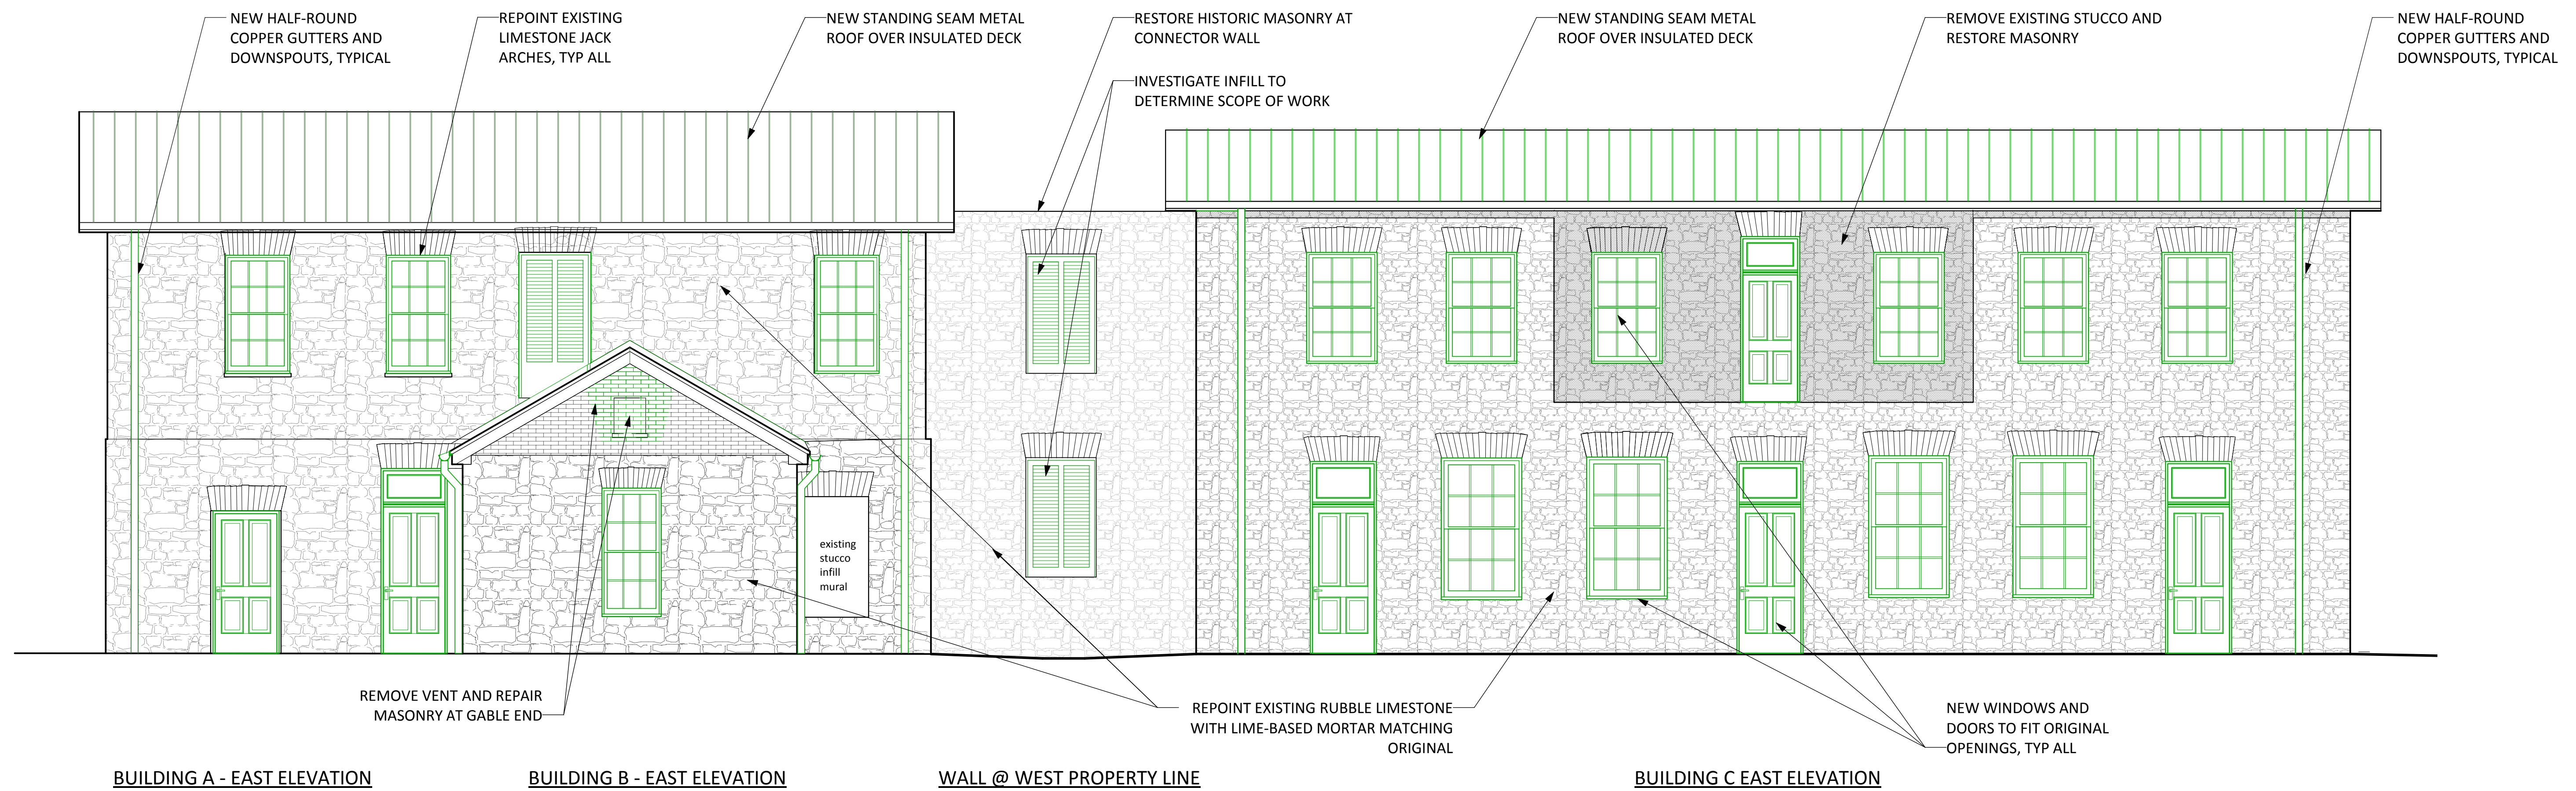 NEW HALF-ROUND
COPPER GUTTERS AND
DOWNSPOUTS, TYPICAL
REPOINT EXISTING
LIMESTONE JACK
ARCHES, TYP ALL
NEW STANDING SEAM METAL
ROOF OVER INSULATED DECK
RESTORE HISTORIC MASONRY AT
CONNECTOR WALL
INVESTIGATE INFILL TO
DETERMINE SCOPE OF WORK
NEW STANDING SEAM METAL
ROOF OVER INSULATED DECK
REMOVE EXISTING STUCCO AND
RESTORE MASONRY
NEW HALF-ROUND
COPPER GUTTERS AND
DOWNSPOUTS, TYPICAL
existing
stucco
infill
mural
REMOVE VENT AND REPAIR
MASONRY AT GABLE END
REPOINT EXISTING RUBBLE LIMESTONE
WITH LIME-BASED MORTAR MATCHING
ORIGINAL
NEW WINDOWS AND
DOORS TO FIT ORIGINAL
OPENINGS, TYP ALL
BUILDING A - EAST ELEVATION
BUILDING B - EAST ELEVATION
WALL @ WEST PROPERTY LINE
BUILDING C EAST ELEVATION